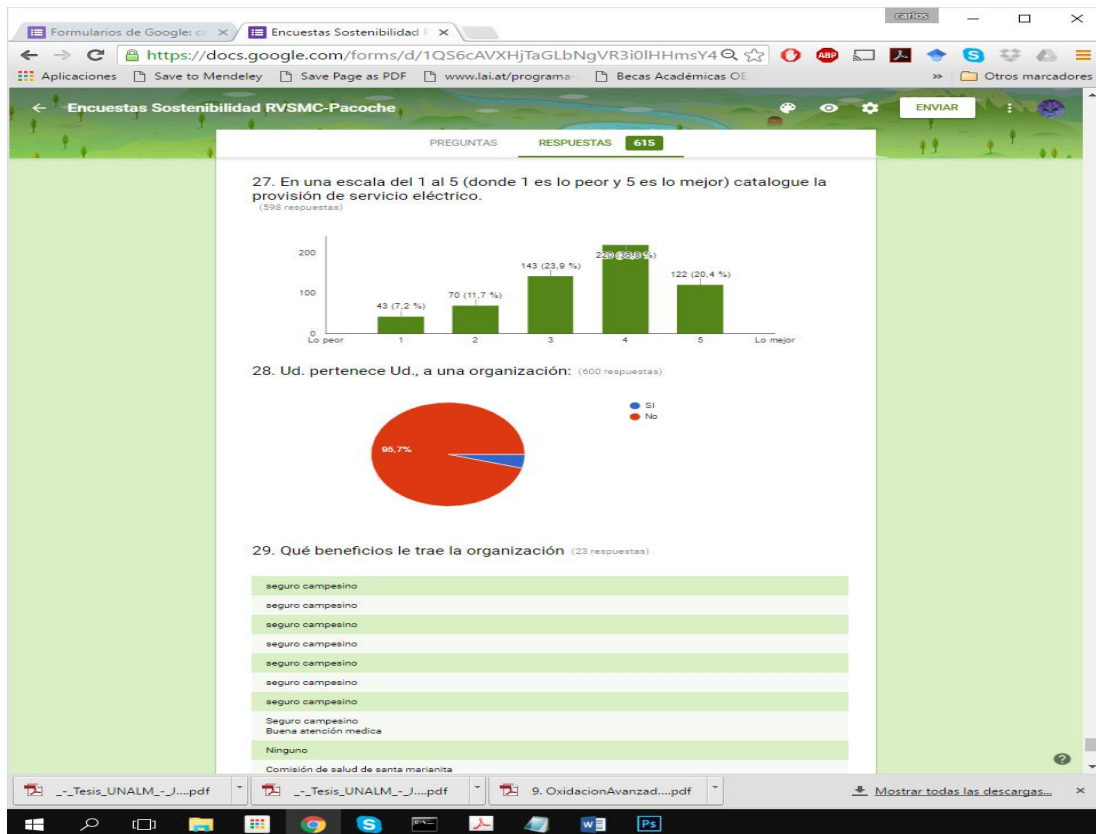 carlos
Formularios de Google: c
Encuestas Sostenibilidad
https://docs.google.com/forms/d/1QS6cAVXHjTaGLbNgVR3i0lHHmsY4
ABP
Aplicaciones Save to Mendeley Save Page as PDF www.lai.at/programa- Becas Académicas OE » Otros marcadores
Encuestas Sostenibilidad RVSMC-Pacoche
ENVIAR
PREGUNTAS RESPUESTAS 615
27. En una escala del 1 al 5 (donde 1 es lo peor y 5 es lo mejor) catalogue la
provisión de servicio eléctrico.
(598 respuestas)
200
100
0
43 (7,2 %)
70 (11,7 %)
143 (23,9 %)
220 (36,8 %)
122 (20,4 %)
Lo peor 1 2 3 4 5 Lo mejor
28. Ud. pertenece Ud., a una organización: (600 respuestas)
SI
No
95,7%
29. Qué beneficios le trae la organización (23 respuestas)
seguro campesino
seguro campesino
seguro campesino
seguro campesino
seguro campesino
seguro campesino
seguro campesino
Seguro campesino
Buena atención medica
Ninguno
Comisión de salud de santa marianita
_-_Tesis_UNALM_-_J....pdf _-_Tesis_UNALM_-_J....pdf 9. OxidacionAvanzad....pdf Mostrar todas las descargas...
Ps